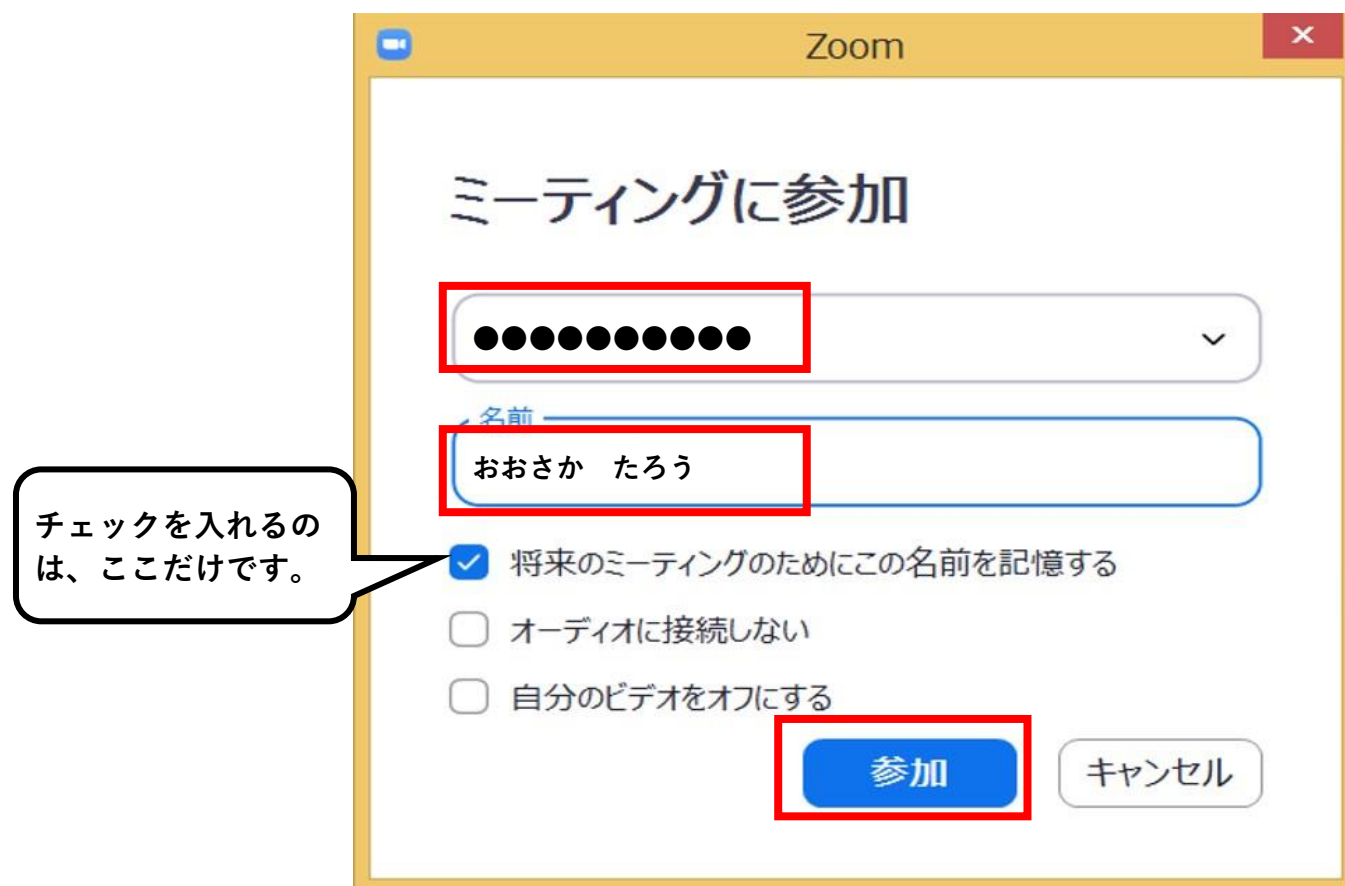 Zoom
ミーティングに参加
●●●●●●●●●●
名前
おおさか　たろう
チェックを入れるの
は、ここだけです。
将来のミーティングのためにこの名前を記憶する
オーディオに接続しない
自分のビデオをオフにする
参加
キャンセル